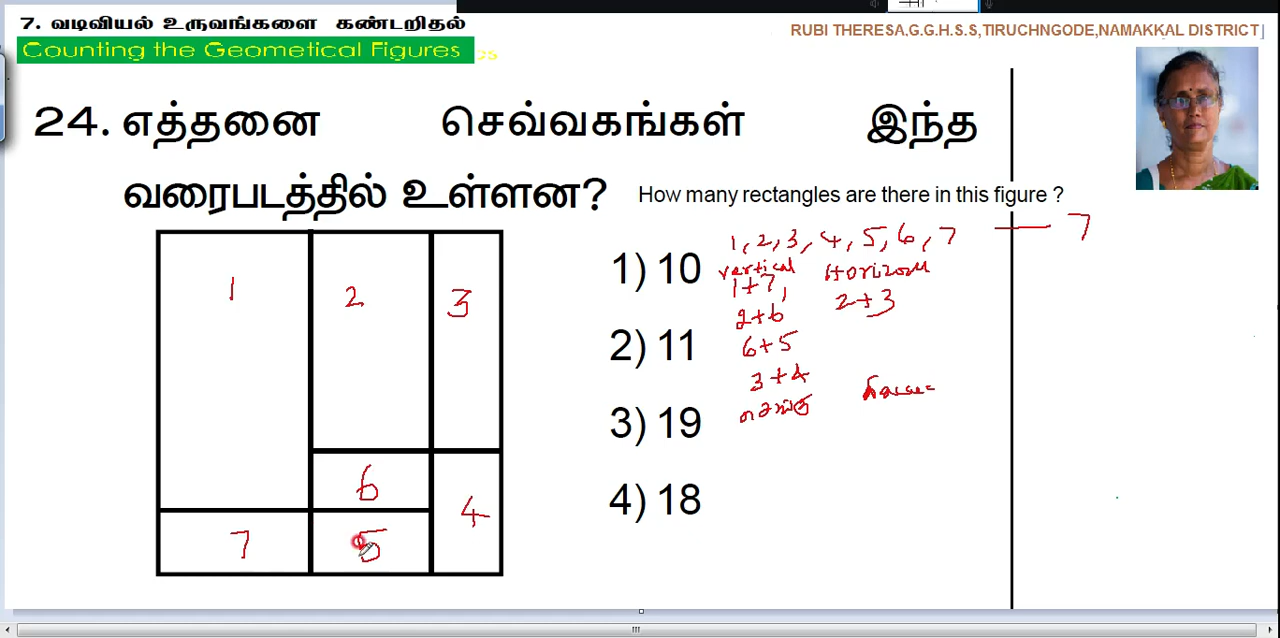 7. வடிவியல் உருவங்களை கண்டறிதல்
Counting the Geometical Figures
RUBI THERESA,G.G.H.S.S,TIRUCHNGODE,NAMAKKAL DISTRICT]
24. எத்தனை செவ்வகங்கள் இந்த
வரைபடத்தில் உள்ளன? How many rectangles are there in this figure ?
1, 2, 3, 4, 5, 6, 7 — 7
1) 10
vertical Horizon
1+7, 2+3
2+6
2) 11
6+5
3+4
3) 19
4) 18
1 2 3
6
4
7 5